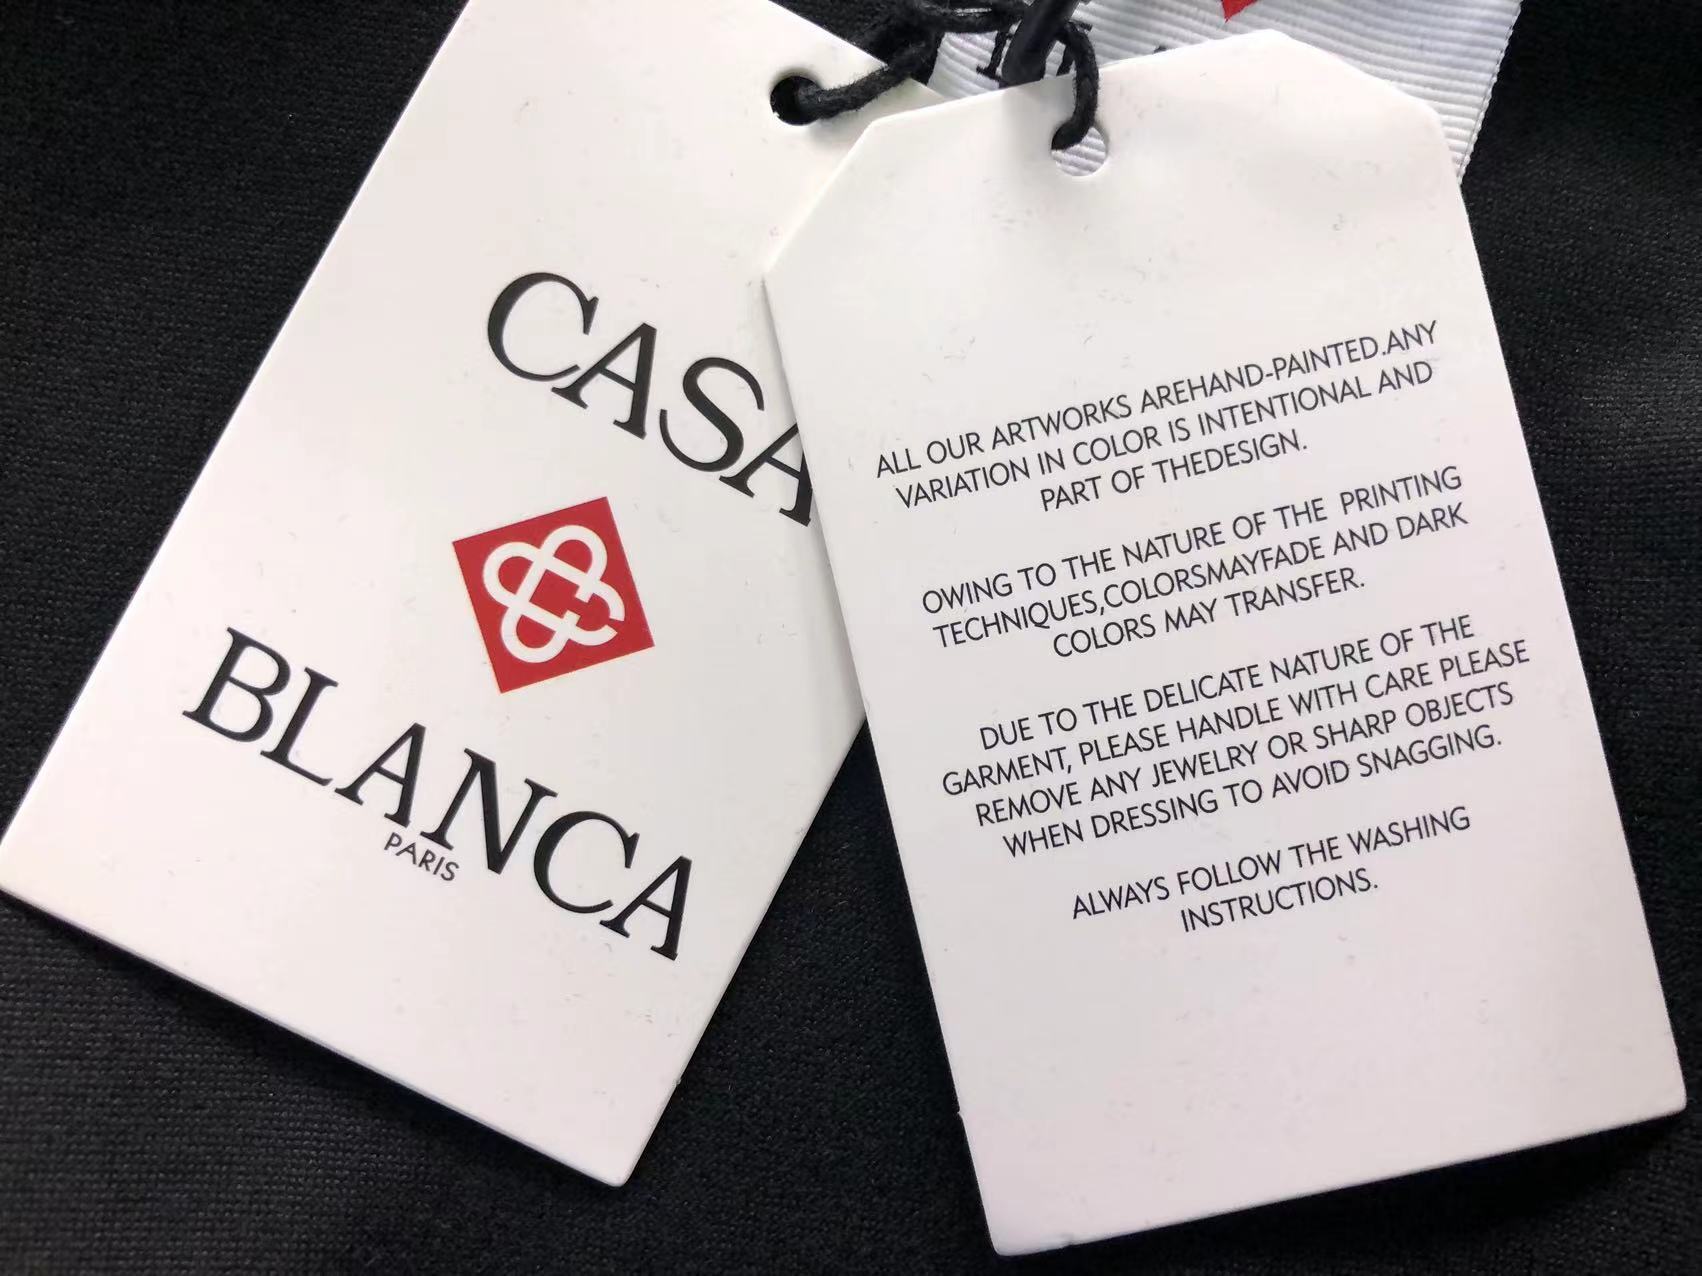 CASA
BLANCA
PARIS
ALL OUR ARTWORKS AREHAND-PAINTED.ANY
VARIATION IN COLOR IS INTENTIONAL AND
PART OF THEDESIGN.
OWING TO THE NATURE OF THE PRINTING
TECHNIQUES,COLORSMAYFADE AND DARK
COLORS MAY TRANSFER.
DUE TO THE DELICATE NATURE OF THE
GARMENT, PLEASE HANDLE WITH CARE PLEASE
REMOVE ANY JEWELRY OR SHARP OBJECTS
WHEN DRESSING TO AVOID SNAGGING.
ALWAYS FOLLOW THE WASHING
INSTRUCTIONS.